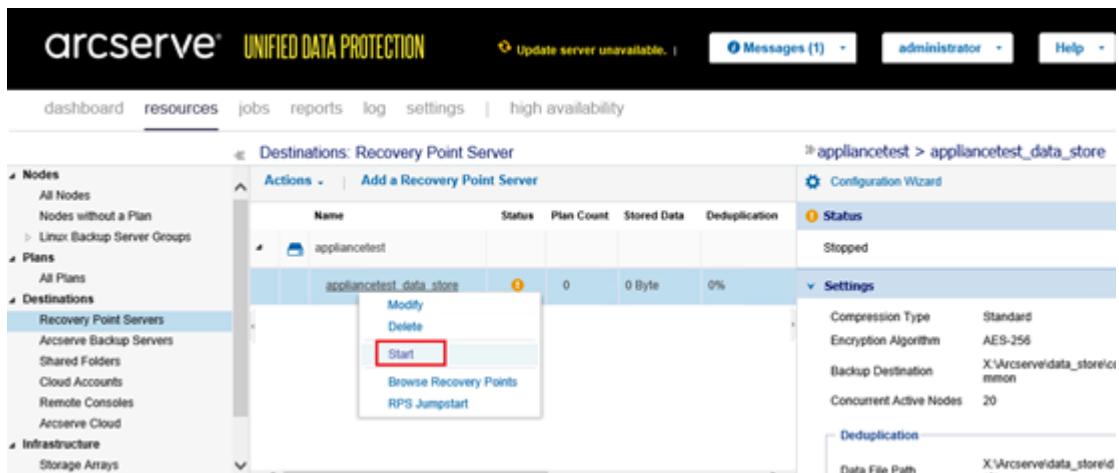 arcserve® UNIFIED DATA PROTECTION
Update server unavailable. |
Messages (1)
administrator
Help
dashboard resources jobs reports log settings | high availability
Destinations: Recovery Point Server
appliancetest > appliancetest_data_store
Nodes
All Nodes
Nodes without a Plan
Linux Backup Server Groups
Plans
All Plans
Destinations
Recovery Point Servers
Arcserve Backup Servers
Shared Folders
Cloud Accounts
Remote Consoles
Arcserve Cloud
Infrastructure
Storage Arrays
Actions | Add a Recovery Point Server
Name Status Plan Count Stored Data Deduplication
appliancetest
appliancetest_data_store 0 0 Byte 0%
Modify
Delete
Start
Browse Recovery Points
RPS Jumpstart
Configuration Wizard
Status
Stopped
Settings
Compression Type Standard
Encryption Algorithm AES-256
Backup Destination X:\Arcserve\data_store\co
mmon
Concurrent Active Nodes 20
Deduplication
Data File Path X:\Arcserve\data_store\d